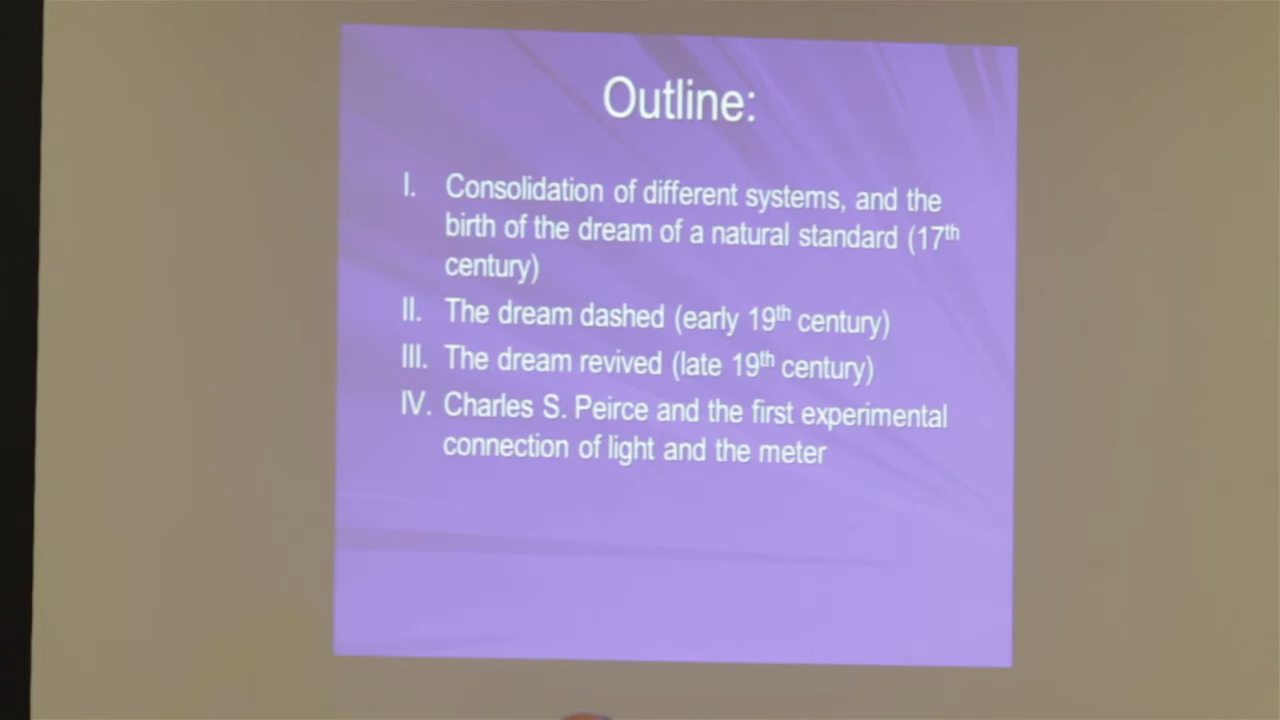 Outline:
I. Consolidation of different systems, and the
birth of the dream of a natural standard (17th
century)
II. The dream dashed (early 19th century)
III. The dream revived (late 19th century)
IV. Charles S. Peirce and the first experimental
connection of light and the meter